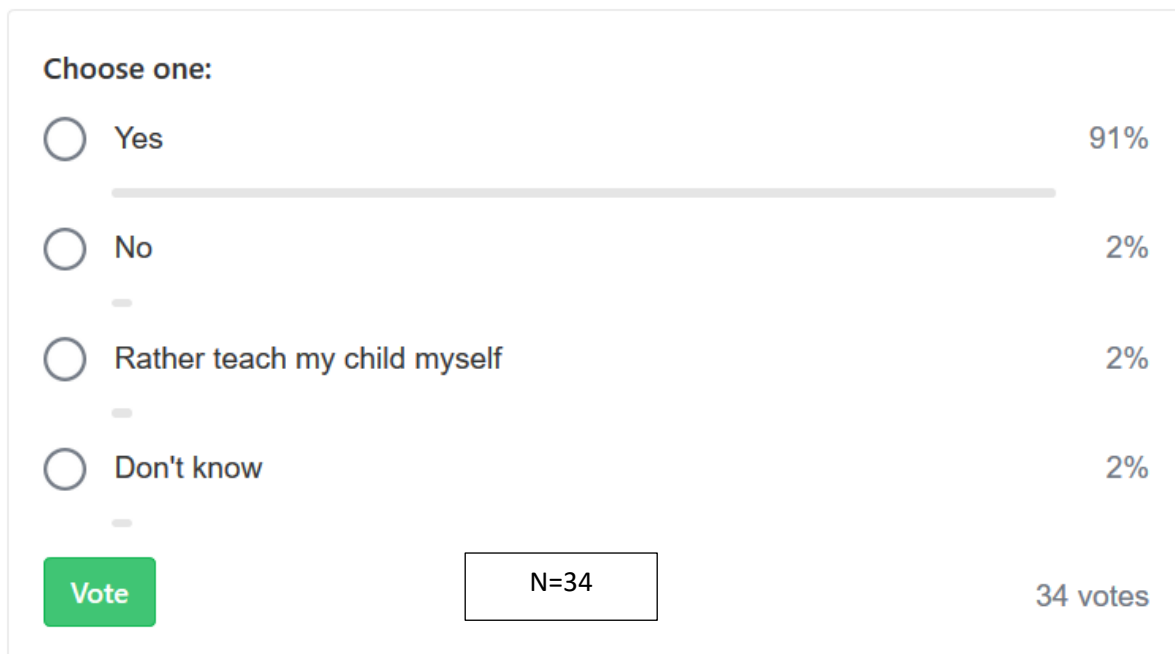 Choose one:
Yes 91%
No 2%
Rather teach my child myself 2%
Don't know 2%
Vote N=34 34 votes